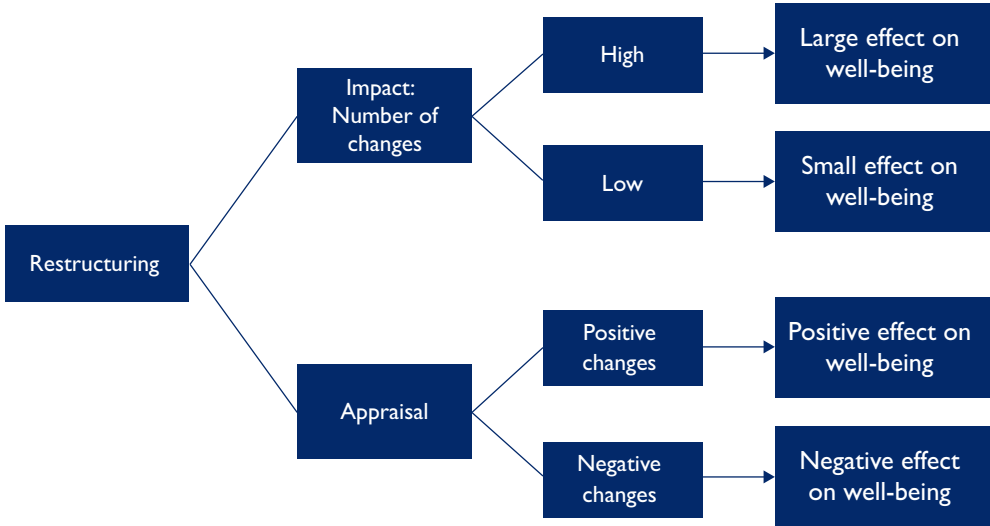 Restructuring
Impact:
Number of
changes
High
Large effect on
well-being
Low
Small effect on
well-being
Appraisal
Positive
changes
Positive effect on
well-being
Negative
changes
Negative effect
on well-being